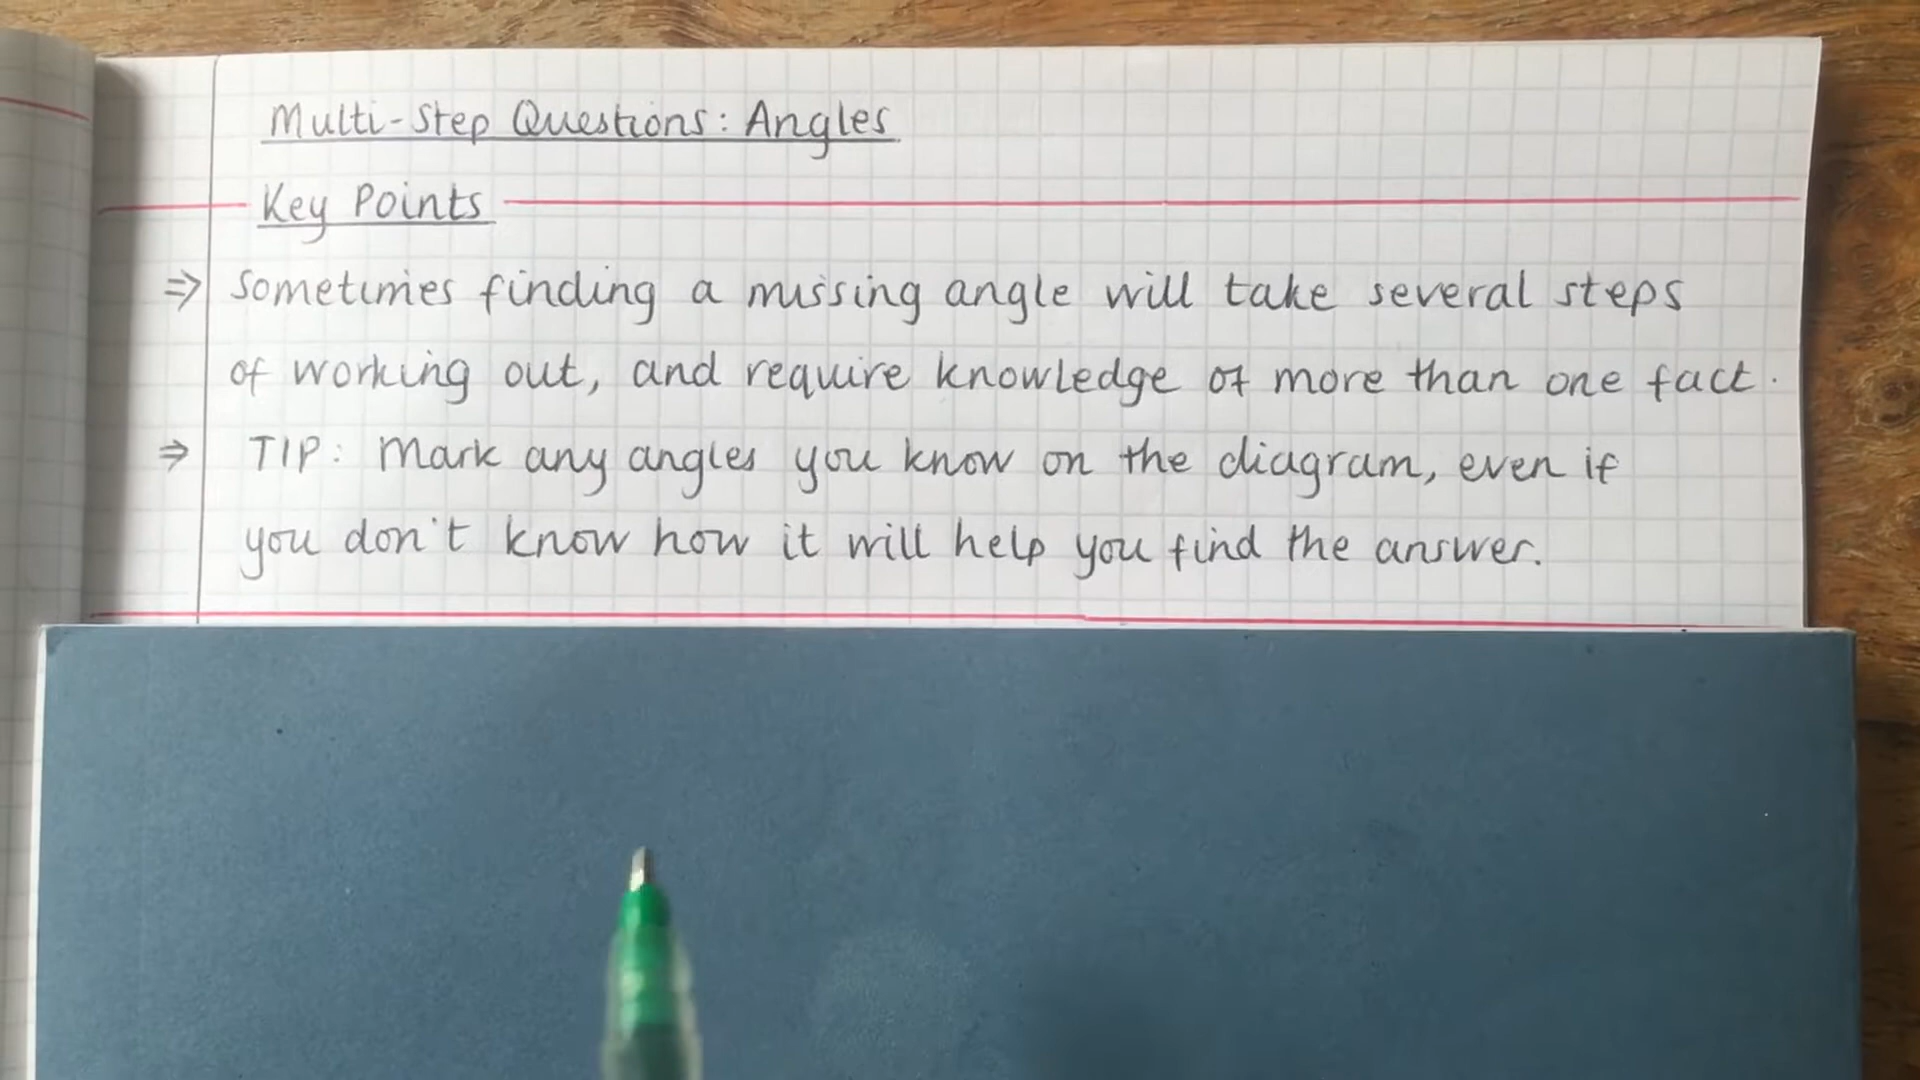 Multi-Step Questions: Angles
Key Points
⇒ Sometimes finding a missing angle will take several steps
of working out, and require knowledge of more than one fact.
⇒ TIP: Mark any angles you know on the diagram, even if
you don't know how it will help you find the answer.